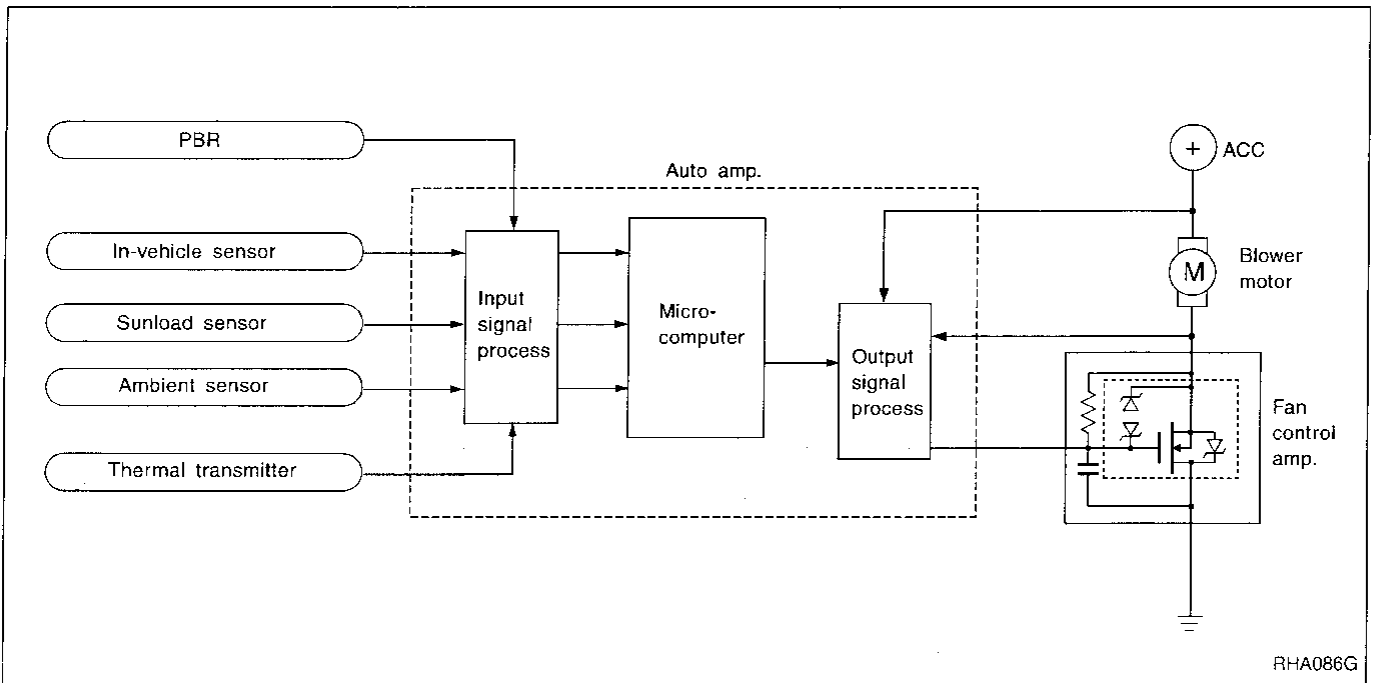 PBR
ACC
Auto amp.
In-vehicle sensor
Blower
motor
Input
signal
process
Micro-
computer
Sunload sensor
Output
signal
process
Ambient sensor
Fan
control
amp.
Thermal transmitter
+
M
RHA086G